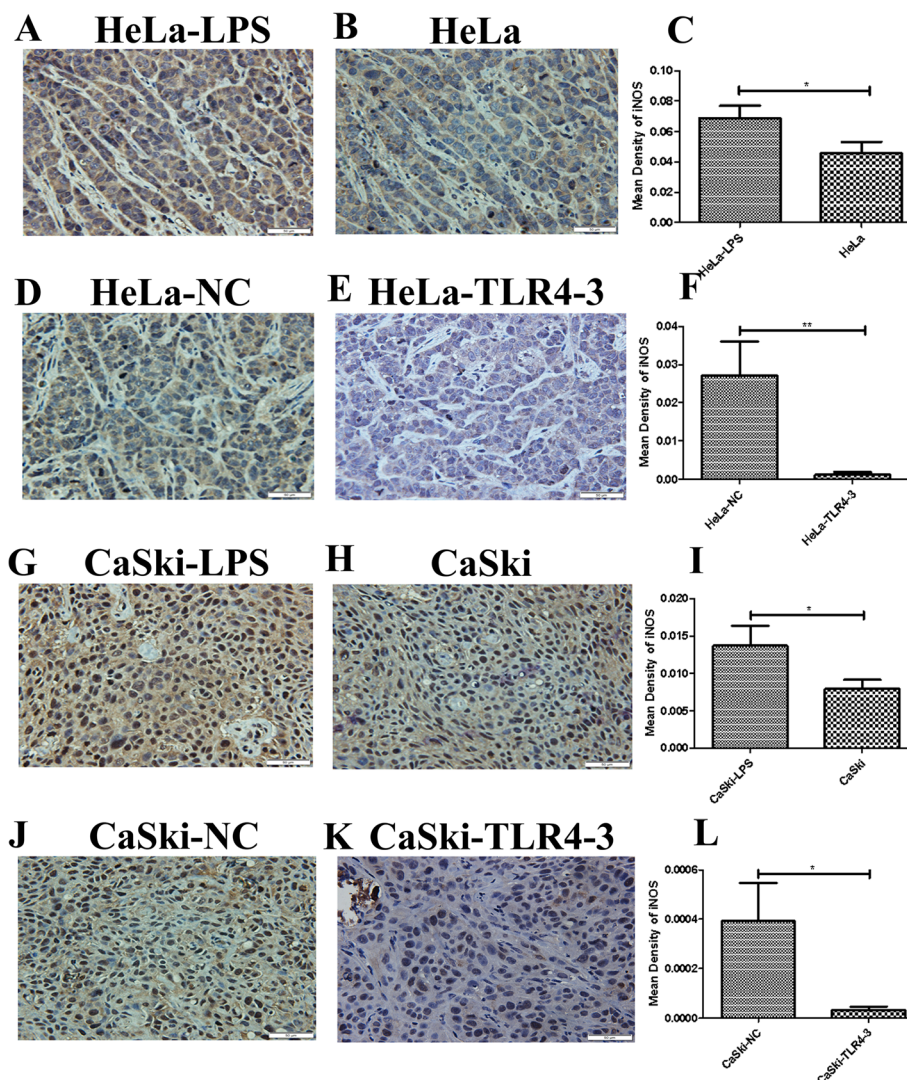 A HeLa-LPS
B HeLa
C
Mean Density of iNOS
0.10
0.08
0.06
0.04
0.02
0.00
*
HeLa-LPS
HeLa
D HeLa-NC
E HeLa-TLR4-3
F
Mean Density of iNOS
0.04
0.03
0.02
0.01
0.00
**
HeLa-NC
HeLa-TLR4-3
G CaSki-LPS
H CaSki
I
Mean Density of iNOS
0.020
0.015
0.010
0.005
0.000
*
CaSki-LPS
CaSki
J CaSki-NC
K CaSki-TLR4-3
L
Mean Density of iNOS
0.0006
0.0004
0.0002
0.0000
*
CaSki-NC
CaSki-TLR4-3